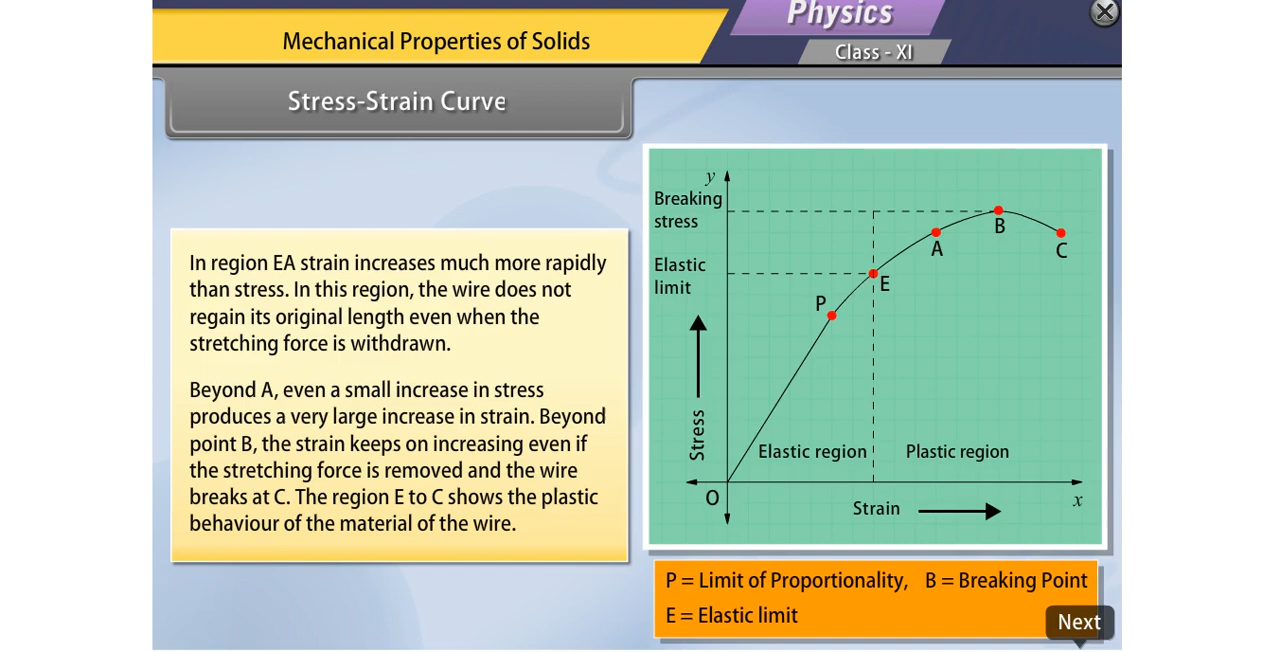 Physics
Mechanical Properties of Solids
Class - XI
Stress-Strain Curve
In region EA strain increases much more rapidly
than stress. In this region, the wire does not
regain its original length even when the
stretching force is withdrawn.
Beyond A, even a small increase in stress
produces a very large increase in strain. Beyond
point B, the strain keeps on increasing even if
the stretching force is removed and the wire
breaks at C. The region E to C shows the plastic
behaviour of the material of the wire.
y
Breaking
stress
B
A
C
Elastic
limit
E
P
Stress
Elastic region
Plastic region
O
x
Strain
P = Limit of Proportionality, B = Breaking Point
E = Elastic limit
Next